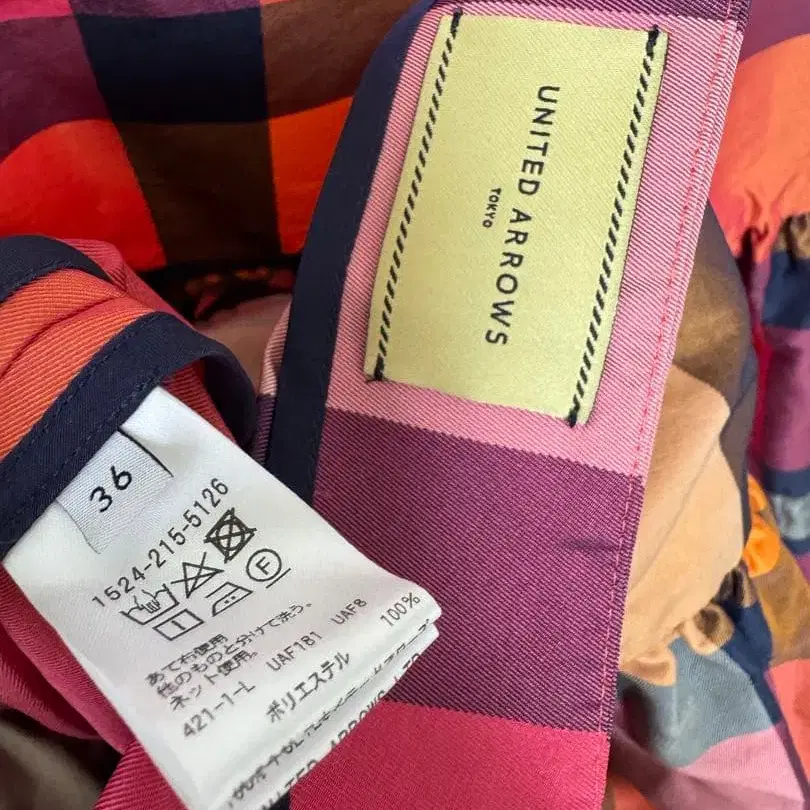 UNITED ARROWS
TOKYO
36
1524-215-5126
F
あて布使用
他のものと分けて洗う。
ネット使用。
421-1-L UAF181 UAF8
ポリエステル 100%